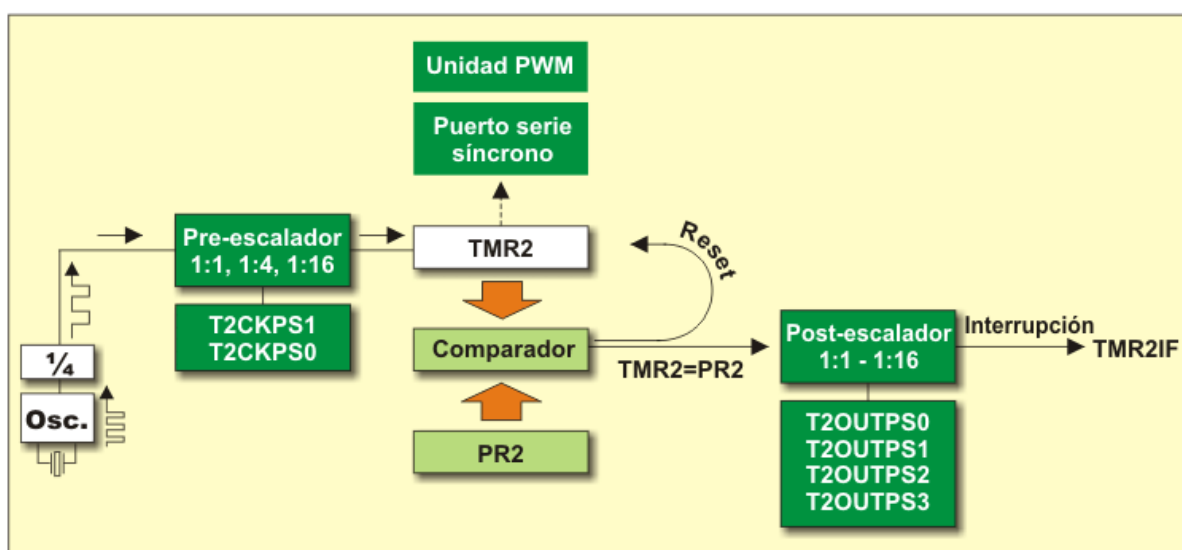 Unidad PWM
Puerto serie
síncrono
Pre-escalador
1:1, 1:4, 1:16
TMR2
Reset
T2CKPS1
T2CKPS0
¼
Osc.
Comparador
TMR2=PR2
PR2
Post-escalador
1:1 - 1:16
Interrupción
TMR2IF
T2OUTPS0
T2OUTPS1
T2OUTPS2
T2OUTPS3